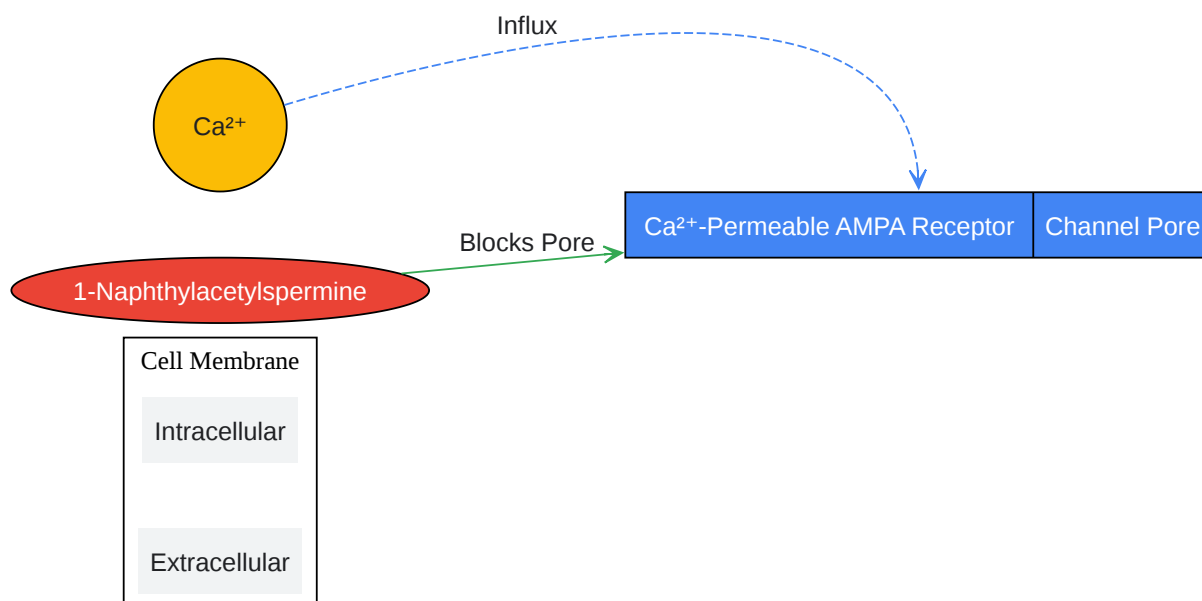 Influx
Ca²⁺
Ca²⁺-Permeable AMPA Receptor
Channel Pore
Blocks Pore
1-Naphthylacetylspermine
Cell Membrane
Intracellular
Extracellular